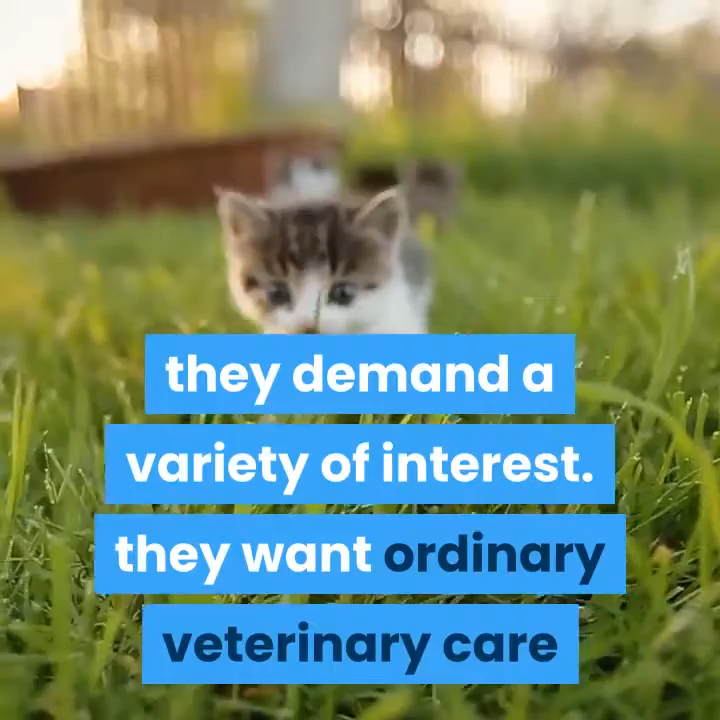 they demand a
variety of interest.
they want ordinary
veterinary care